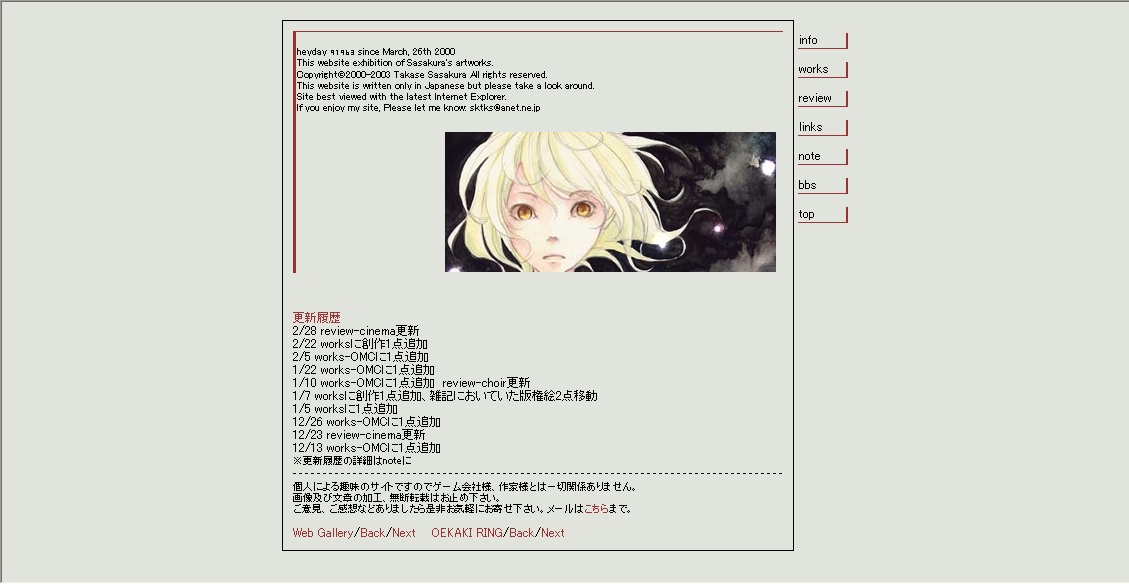 heyday 91963 since March, 26th 2000
This website exhibition of Sasakura's artworks.
Copyright©2000-2003 Takase Sasakura All rights reserved.
This website is written only in Japanese but please take a look around.
Site best viewed with the latest Internet Explorer.
If you enjoy my site, Please let me know: sktks@anet.ne.jp
info
works
review
links
note
bbs
top
更新履歴
2/28 review-cinema更新
2/22 worksに創作1点追加
2/5 works-OMCに1点追加
1/22 works-OMCに1点追加
1/10 works-OMCに1点追加 review-choir更新
1/7 worksに創作1点追加、雑記においていた版権絵2点移動
1/5 worksに1点追加
12/26 works-OMCに1点追加
12/23 review-cinema更新
12/13 works-OMCに1点追加
※更新履歴の詳細はnoteに
個人による趣味のサイトですのでゲーム会社様、作家様とは一切関係ありません。
画像及び文章の加工、無断転載はお止め下さい。
ご意見、ご感想などありましたら是非お気軽にお寄せ下さい。メールはこちらまで。
Web Gallery/Back/Next OEKAKI RING/Back/Next